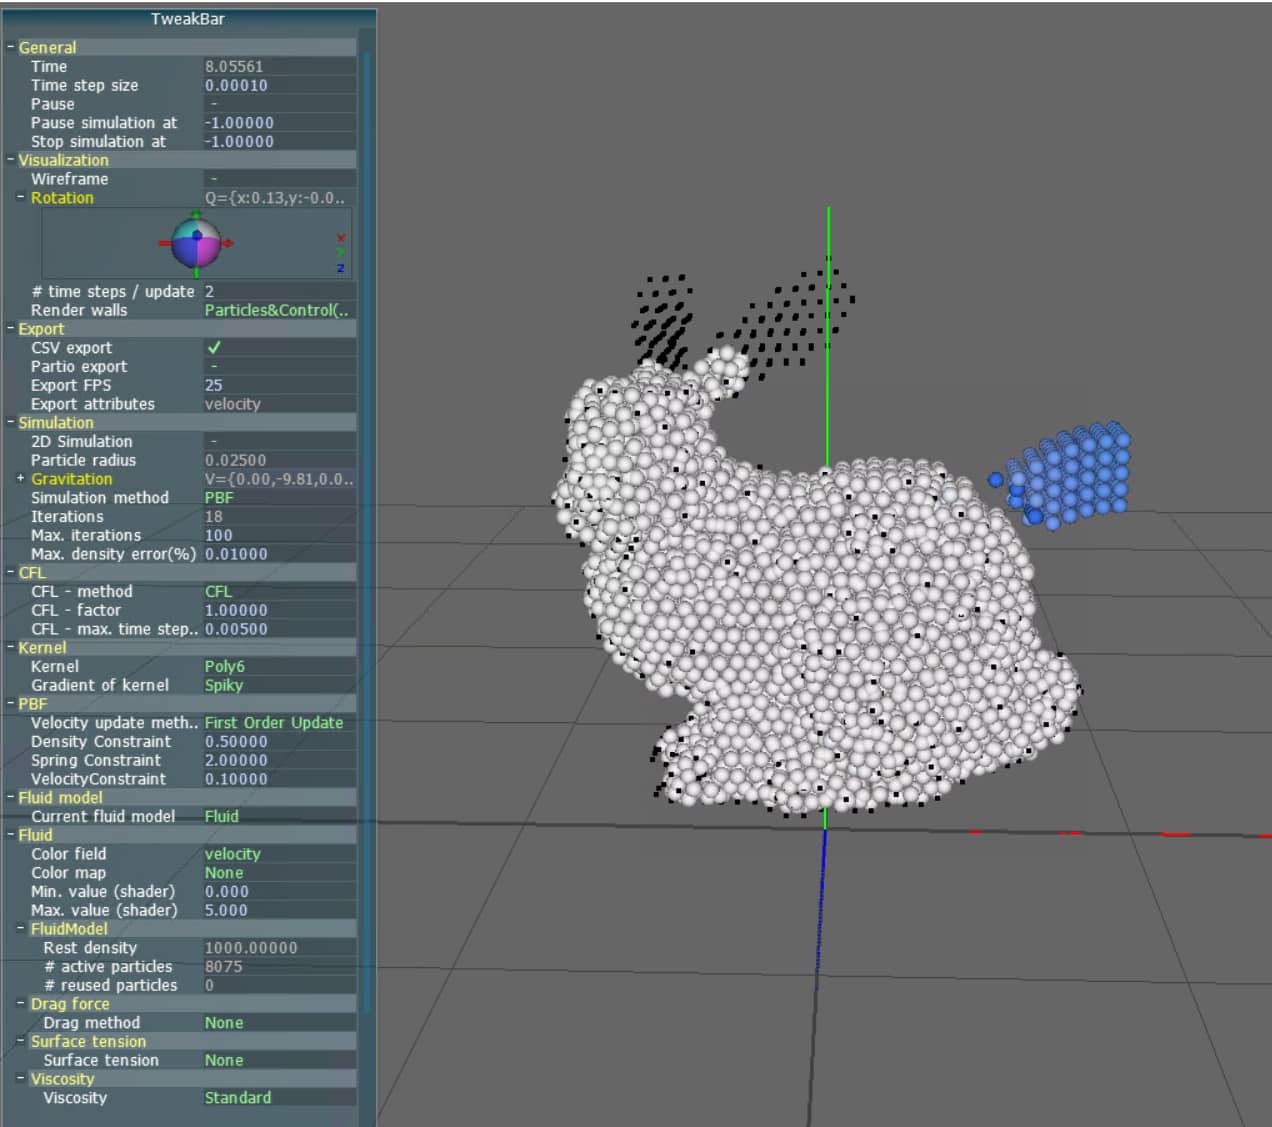 TweakBar
- General
Time 8.05561
Time step size 0.00010
Pause -
Pause simulation at -1.00000
Stop simulation at -1.00000
- Visualization
Wireframe -
- Rotation Q={x:0.13,y:-0.0..
X
Y
Z
# time steps / update 2
Render walls Particles&Control(..
- Export
CSV export ✓
Partio export -
Export FPS 25
Export attributes velocity
- Simulation
2D Simulation -
Particle radius 0.02500
+ Gravitation V={0.00,-9.81,0.0..
Simulation method PBF
Iterations 18
Max. iterations 100
Max. density error(%) 0.01000
- CFL
CFL - method CFL
CFL - factor 1.00000
CFL - max. time step.. 0.00500
- Kernel
Kernel Poly6
Gradient of kernel Spiky
- PBF
Velocity update meth.. First Order Update
Density Constraint 0.50000
Spring Constraint 2.00000
VelocityConstraint 0.10000
- Fluid model
Current fluid model Fluid
- Fluid
Color field velocity
Color map None
Min. value (shader) 0.000
Max. value (shader) 5.000
- FluidModel
Rest density 1000.00000
# active particles 8075
# reused particles 0
- Drag force
Drag method None
- Surface tension
Surface tension None
- Viscosity
Viscosity Standard